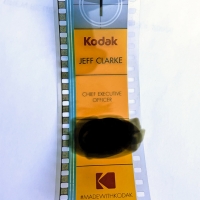 Kodak
JEFF CLARKE
CHIEF EXECUTIVE
OFFICER
#MADEWITHKODAK